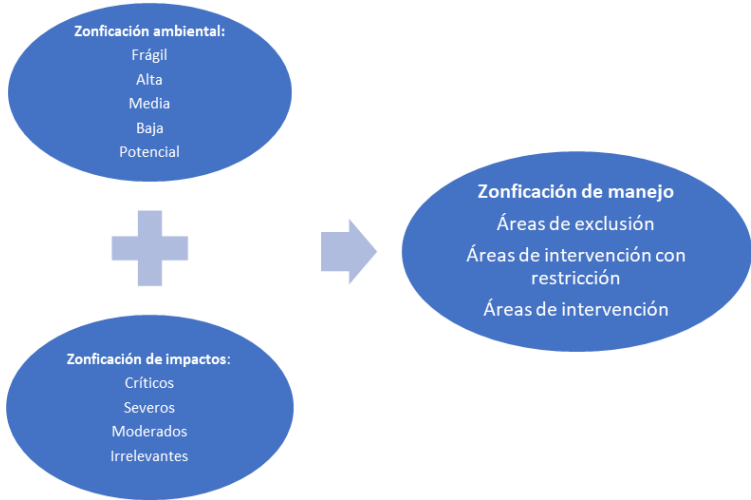 Zonficación ambiental:
Frágil
Alta
Media
Baja
Potencial
Zonficación de impactos:
Críticos
Severos
Moderados
Irrelevantes
Zonficación de manejo
Áreas de exclusión
Áreas de intervención con
restricción
Áreas de intervención